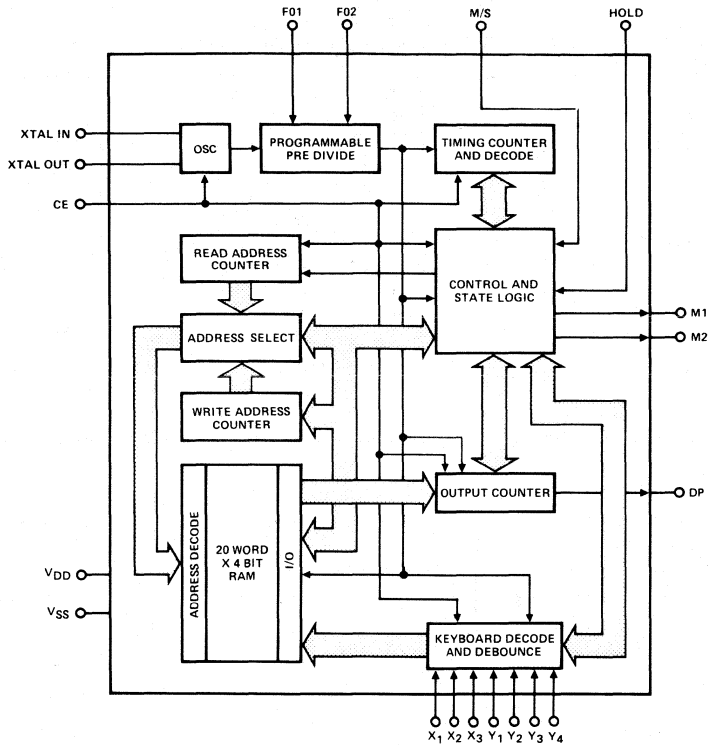 F01
F02
M/S
HOLD
XTAL IN
XTAL OUT
CE
OSC
PROGRAMMABLE
PRE DIVIDE
TIMING COUNTER
AND DECODE
READ ADDRESS
COUNTER
ADDRESS SELECT
WRITE ADDRESS
COUNTER
CONTROL AND
STATE LOGIC
M1
M2
ADDRESS DECODE
20 WORD
X 4 BIT
RAM
I/O
OUTPUT COUNTER
DP
VDD
VSS
KEYBOARD DECODE
AND DEBOUNCE
X1 X2 X3 Y1 Y2 Y3 Y4